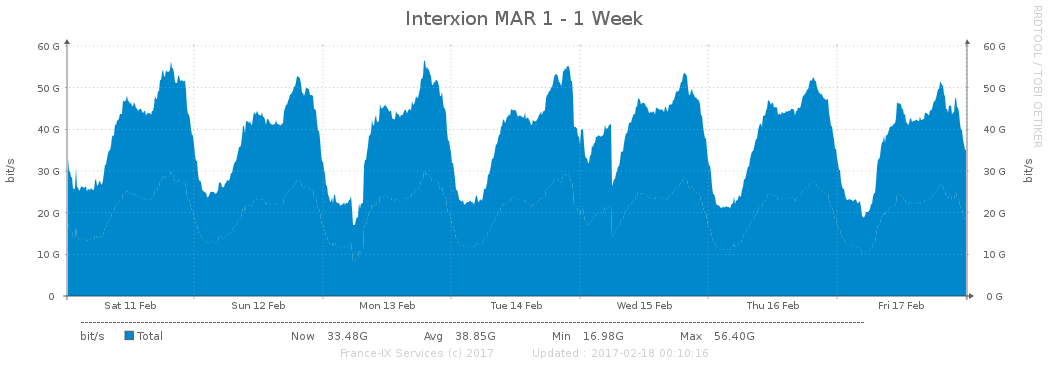 Interxion MAR 1 - 1 Week
RRDTOOL / TOBI OETIKER
60 G 60 G
50 G 50 G
40 G 40 G
30 G 30 G
20 G 20 G
10 G 10 G
0 0 G
bit/s bit/s
Sat 11 Feb Sun 12 Feb Mon 13 Feb Tue 14 Feb Wed 15 Feb Thu 16 Feb Fri 17 Feb
bit/s Total Now 33.48G Avg 38.85G Min 16.98G Max 56.40G
France-IX Services (c) 2017 Updated : 2017-02-18 00:10:16